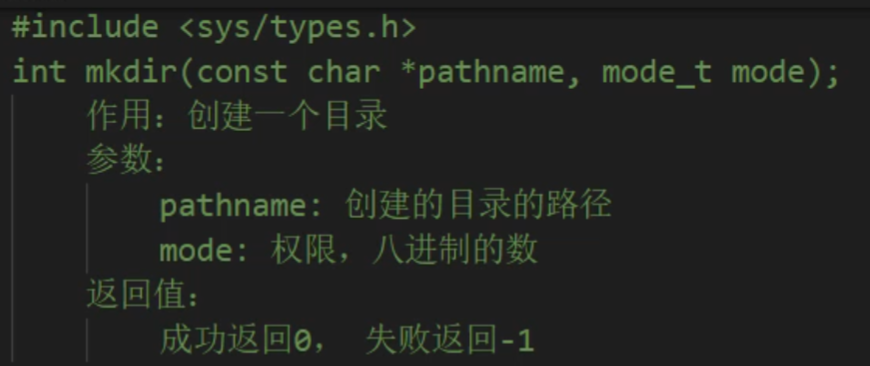 #include <sys/types.h>
int mkdir(const char *pathname, mode_t mode);
作用：创建一个目录
参数：
pathname: 创建的目录的路径
mode: 权限，八进制的数
返回值：
成功返回0， 失败返回-1